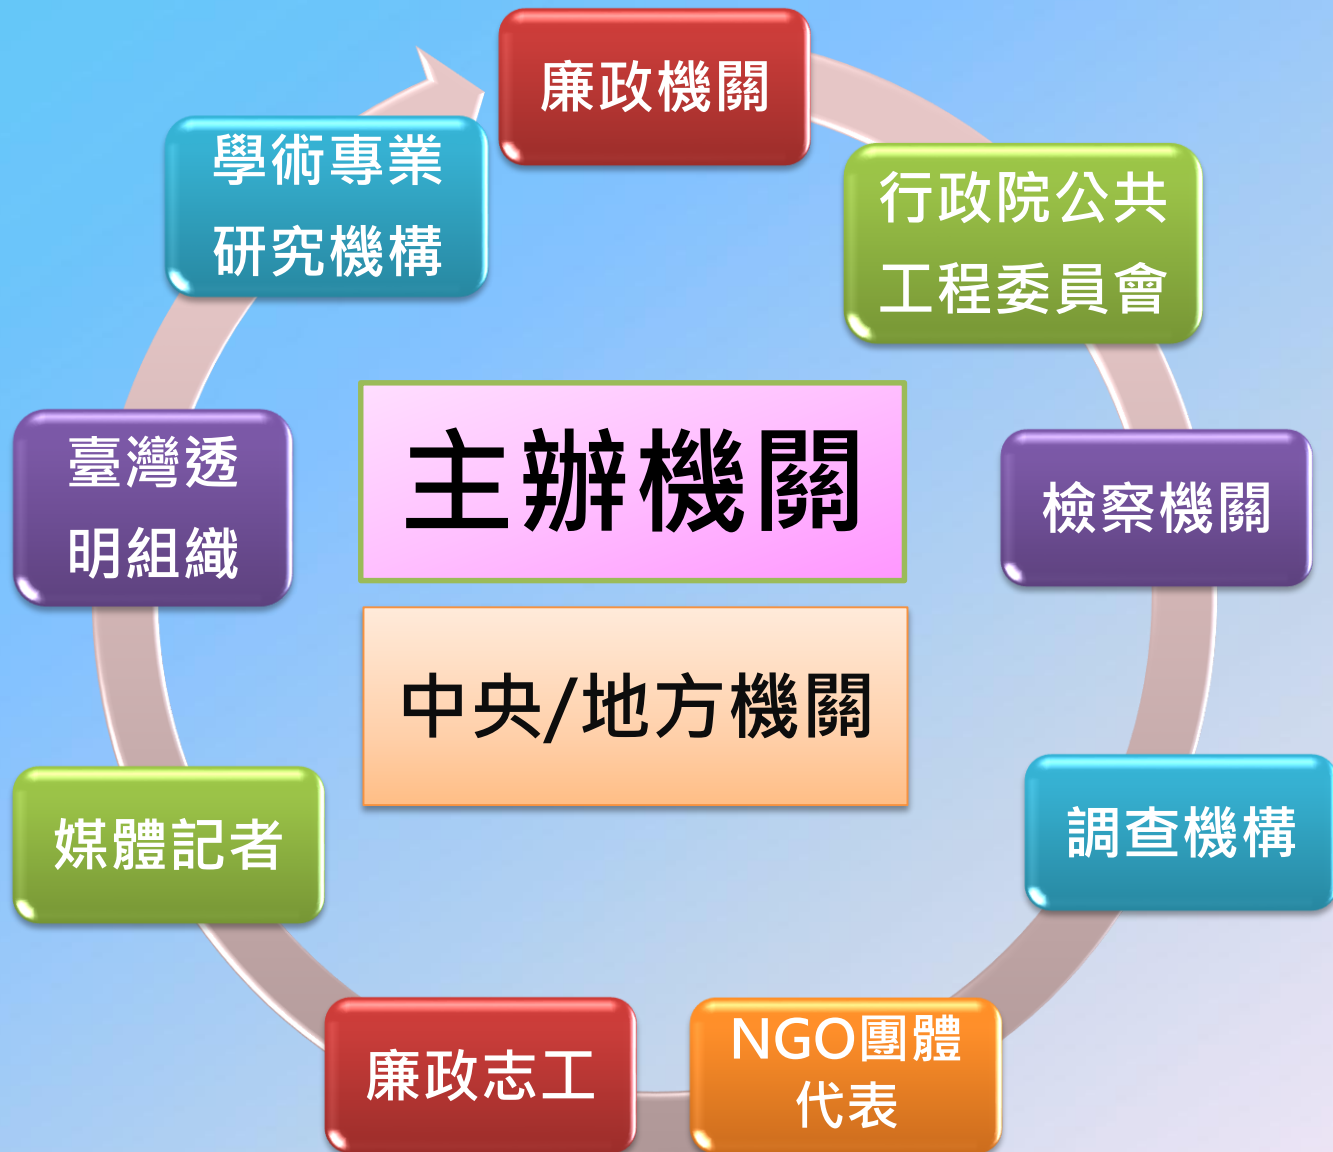 廉政機關
行政院公共
工程委員會
檢察機關
調查機構
NGO團體
代表
廉政志工
媒體記者
臺灣透
明組織
學術專業
研究機構
主辦機關
中央/地方機關